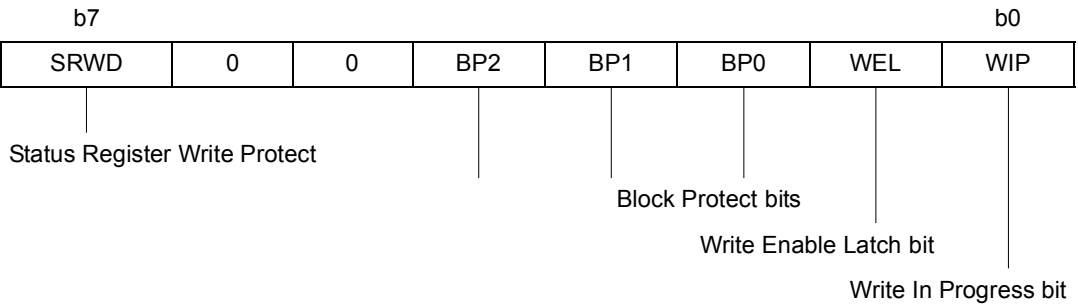 b7 b0
SRWD 0 0 BP2 BP1 BP0 WEL WIP
Status Register Write Protect
Block Protect bits
Write Enable Latch bit
Write In Progress bit